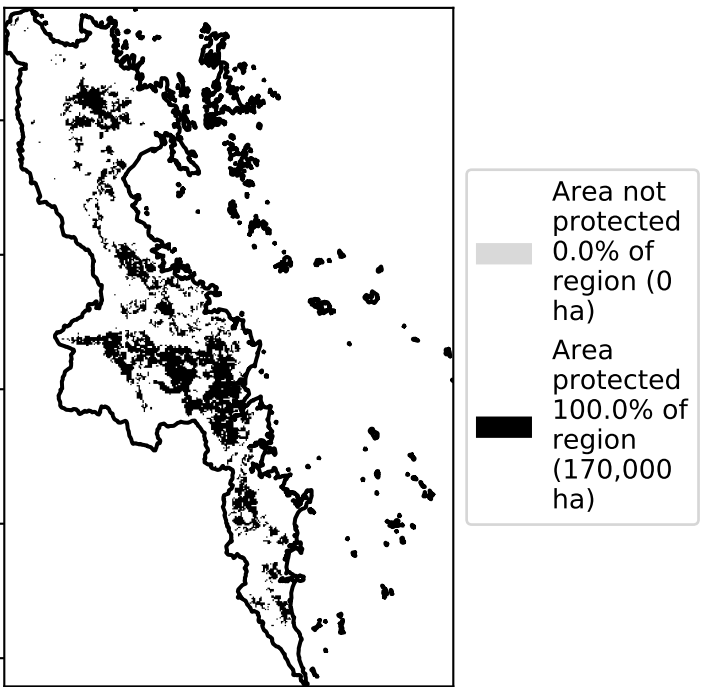 Area not
protected
0.0% of
region (0
ha)
Area
protected
100.0% of
region
(170,000
ha)